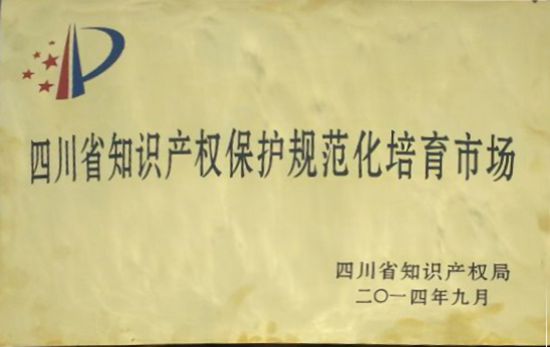 四川省知识产权保护规范化培育市场
四川省知识产权局
二〇一四年九月